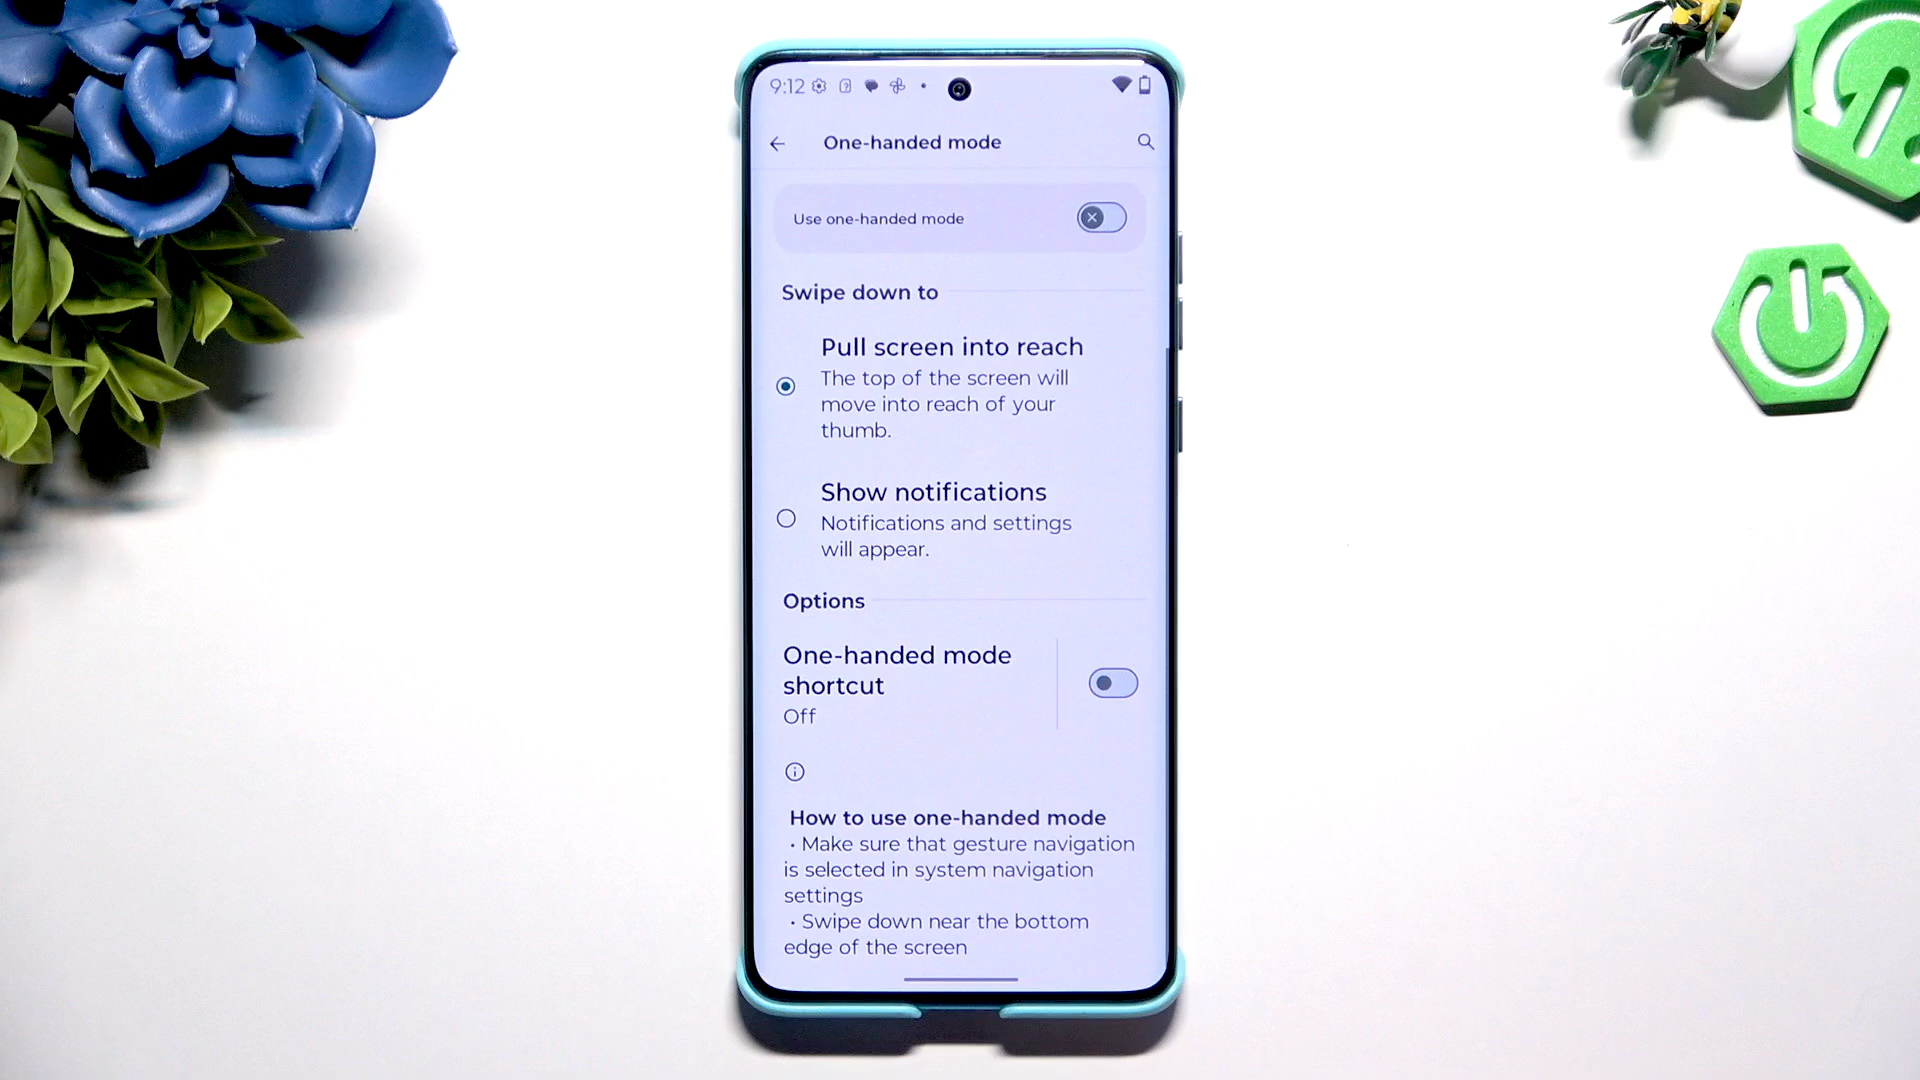 9:12
One-handed mode
Use one-handed mode
Swipe down to
Pull screen into reach
The top of the screen will
move into reach of your
thumb.
Show notifications
Notifications and settings
will appear.
Options
One-handed mode
shortcut
Off
How to use one-handed mode
• Make sure that gesture navigation
is selected in system navigation
settings
• Swipe down near the bottom
edge of the screen